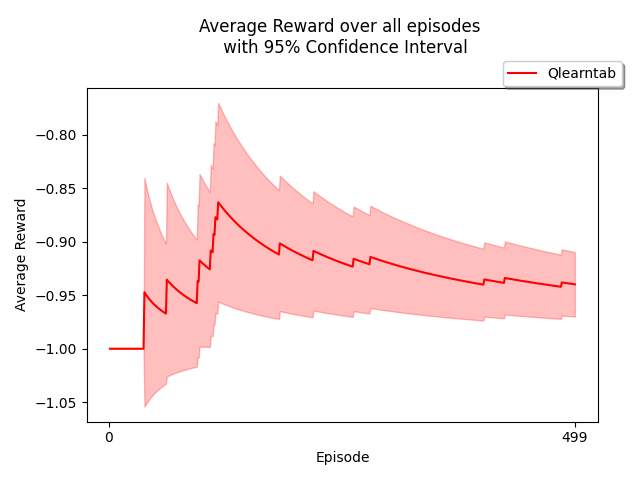 Average Reward over all episodes
with 95% Confidence Interval
Qlearntab
Average Reward
−0.80
−0.85
−0.90
−0.95
−1.00
−1.05
0
499
Episode